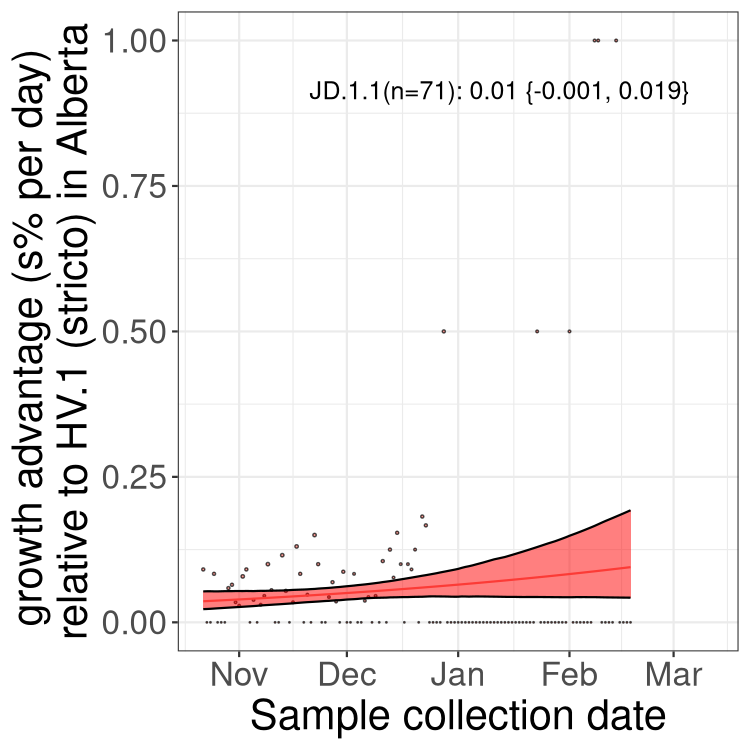 growth advantage (s% per day)
relative to HV.1 (stricto) in Alberta
1.00
0.75
0.50
0.25
0.00
JD.1.1(n=71): 0.01 {-0.001, 0.019}
Nov Dec Jan Feb Mar
Sample collection date